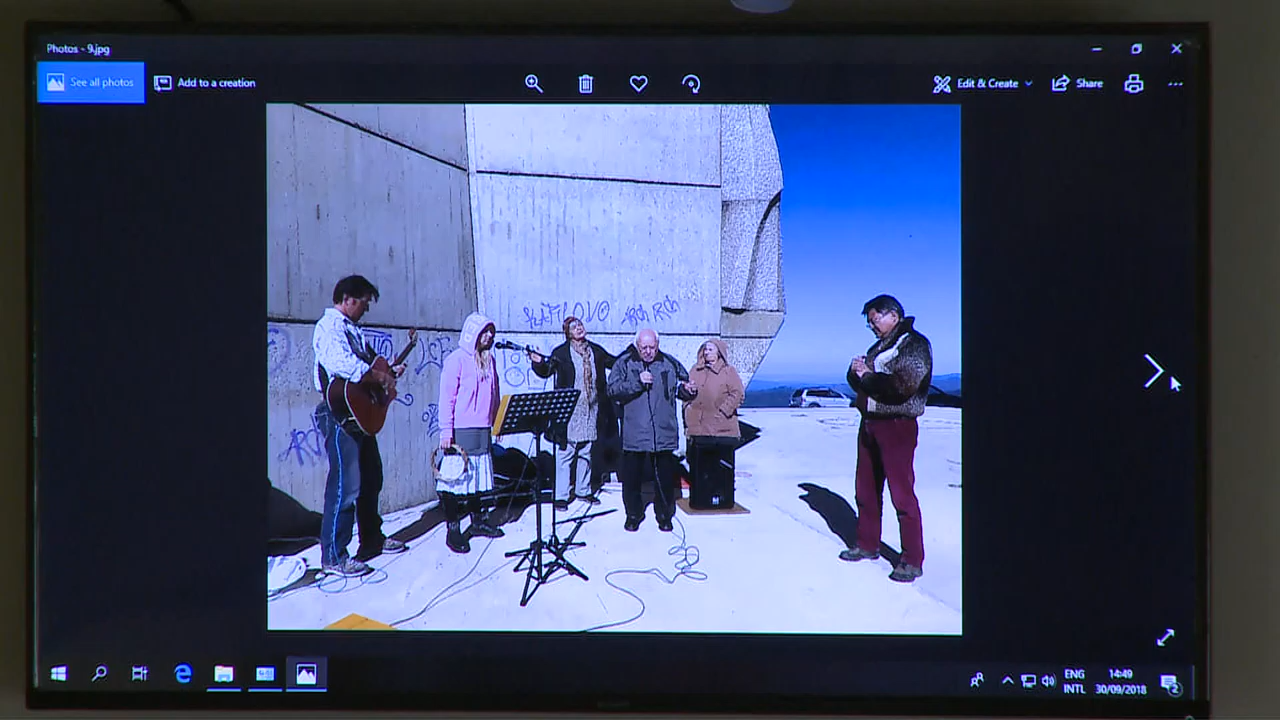 Photos - 9.jpg
See all photos
Add to a creation
Edit & Create
Share
ENG
INTL
14:49
30/09/2018
2